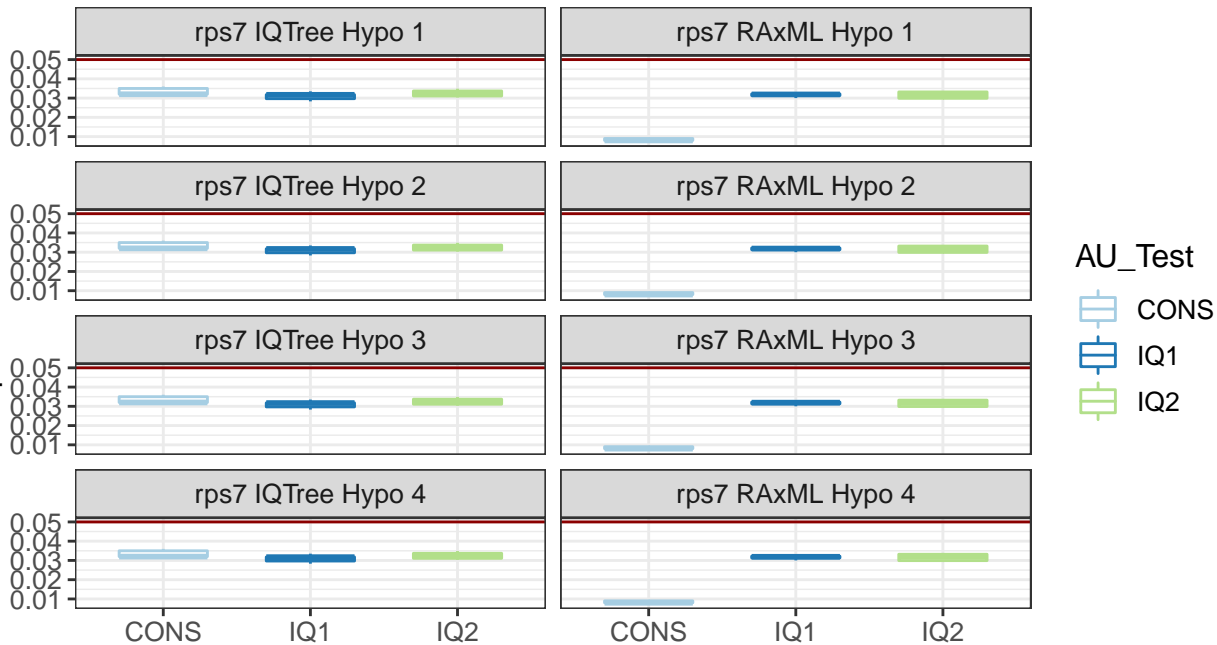 rps7 IQTree Hypo 1
rps7 RAxML Hypo 1
0.05
0.04
0.03
0.01
rps7 IQTree Hypo 2
rps7 RAxML Hypo 2
0.05
0.04
0.03
0.02
0.01
rps7 IQTree Hypo 3
rps7 RAxML Hypo 3
0.05
0.04
0.03
0.02
0.01
rps7 IQTree Hypo 4
rps7 RAxML Hypo 4
0.05
0.04
0.03
0.02
0.01
CONS IQ1 IQ2 CONS IQ1 IQ2
AU_Test
CONS
IQ1
IQ2